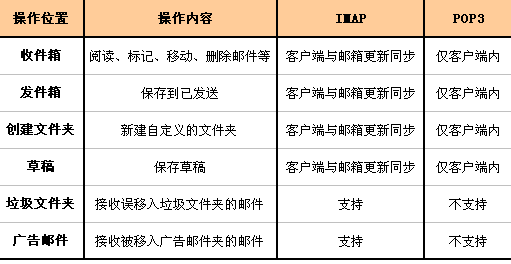 操作位置 操作内容 IMAP POP3
收件箱 阅读、标记、移动、删除邮件等 客户端与邮箱更新同步 仅客户端内
发件箱 保存到已发送 客户端与邮箱更新同步 仅客户端内
创建文件夹 新建自定义的文件夹 客户端与邮箱更新同步 仅客户端内
草稿 保存草稿 客户端与邮箱更新同步 仅客户端内
垃圾文件夹 接收误移入垃圾文件夹的邮件 支持 不支持
广告邮件 接收被移入广告邮件夹的邮件 支持 不支持